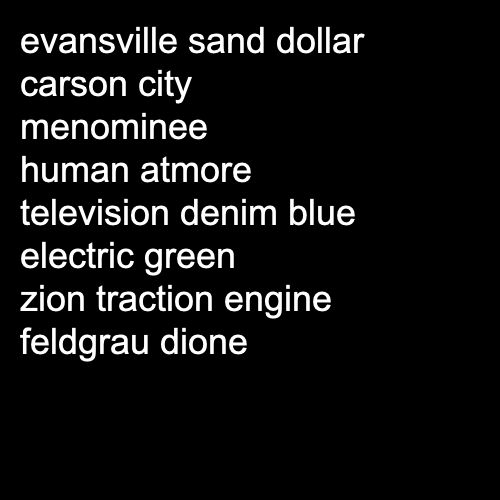 evansville sand dollar
carson city
menominee
human atmore
television denim blue
electric green
zion traction engine
feldgrau dione